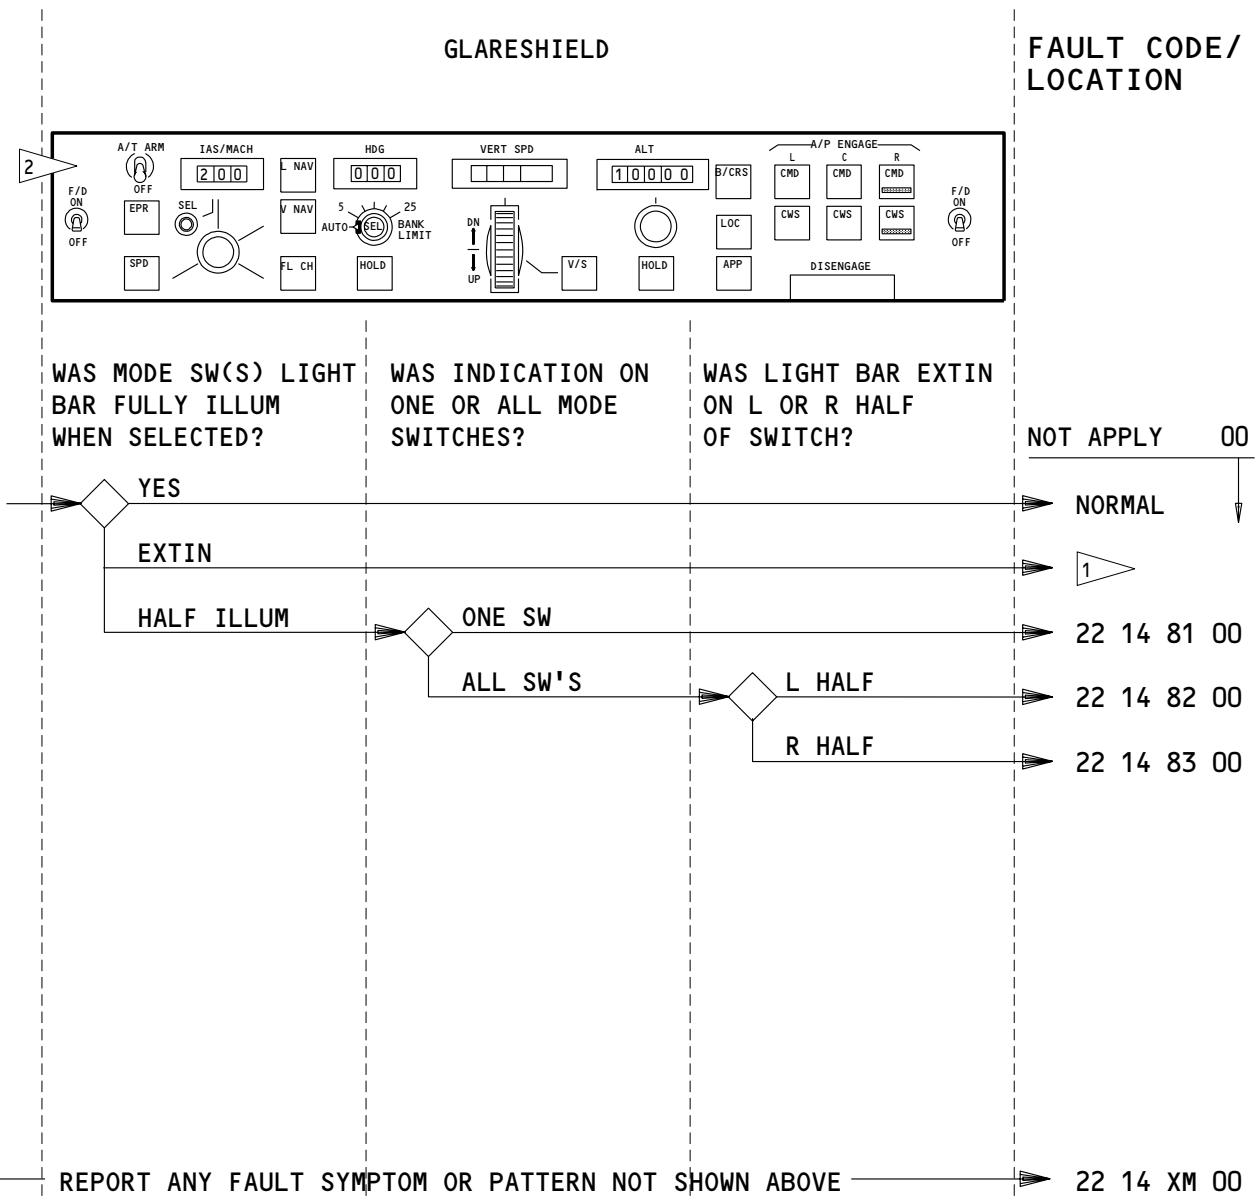 GLARESHIELD
FAULT CODE/
LOCATION
2
A/T ARM
OFF
IAS/MACH
200
L NAV
HDG
000
VERT SPD
ALT
10000
B/CRS
A/P ENGAGE
L C R
CMD CMD CMD
F/D
ON
OFF
EPR
SEL
V NAV
5 25
AUTO SEL BANK
LIMIT
DN
UP
LOC
CWS CWS CWS
F/D
ON
OFF
SPD
FL CH
HOLD
V/S
HOLD
APP
DISENGAGE
WAS MODE SW(S) LIGHT
BAR FULLY ILLUM
WHEN SELECTED?
WAS INDICATION ON
ONE OR ALL MODE
SWITCHES?
WAS LIGHT BAR EXTIN
ON L OR R HALF
OF SWITCH?
NOT APPLY 00
YES
NORMAL
EXTIN
1
HALF ILLUM
ONE SW
22 14 81 00
ALL SW'S
L HALF
22 14 82 00
R HALF
22 14 83 00
REPORT ANY FAULT SYMPTOM OR PATTERN NOT SHOWN ABOVE
22 14 XM 00